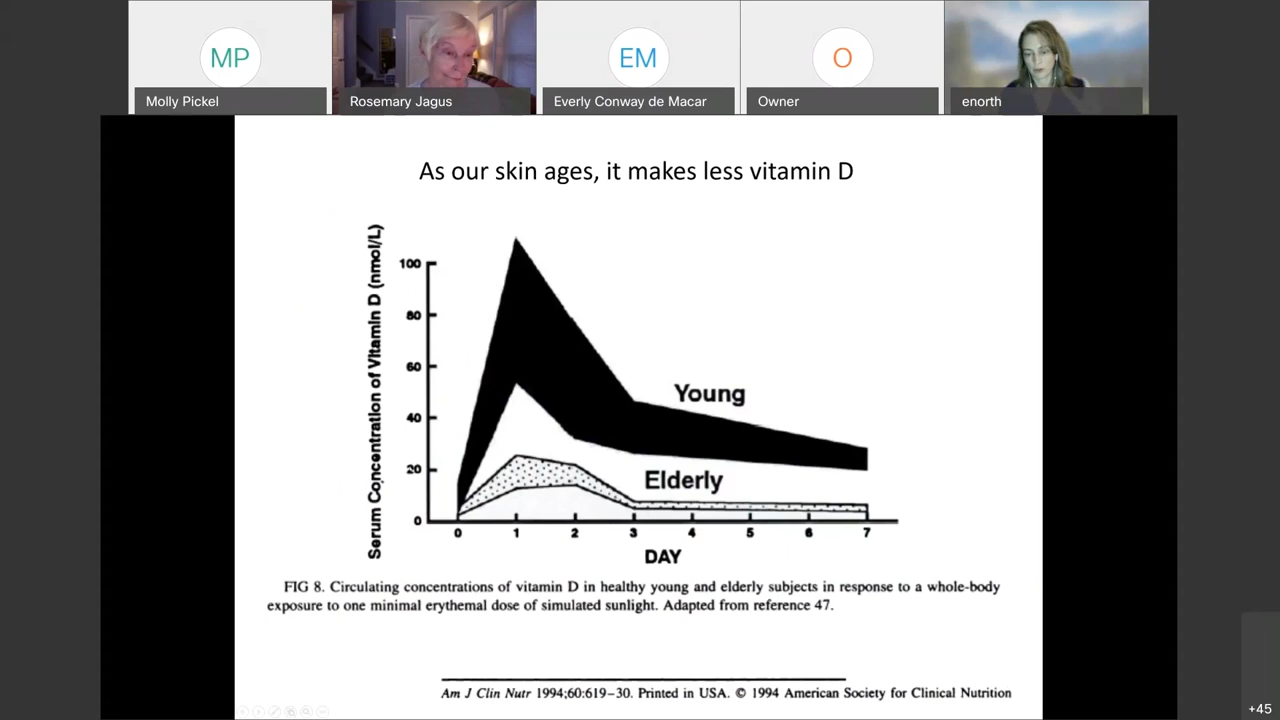 MP
EM
O
Molly Pickel
Rosemary Jagus
Everly Conway de Macar
Owner
enorth
As our skin ages, it makes less vitamin D
Serum Concentration of Vitamin D (nmol/L)
100
80
60
40
20
0
Young
Elderly
0 1 2 3 4 5 6 7
DAY
FIG 8. Circulating concentrations of vitamin D in healthy young and elderly subjects in response to a whole-body
exposure to one minimal erythemal dose of simulated sunlight. Adapted from reference 47.
Am J Clin Nutr 1994;60:619–30. Printed in USA. © 1994 American Society for Clinical Nutrition
+45